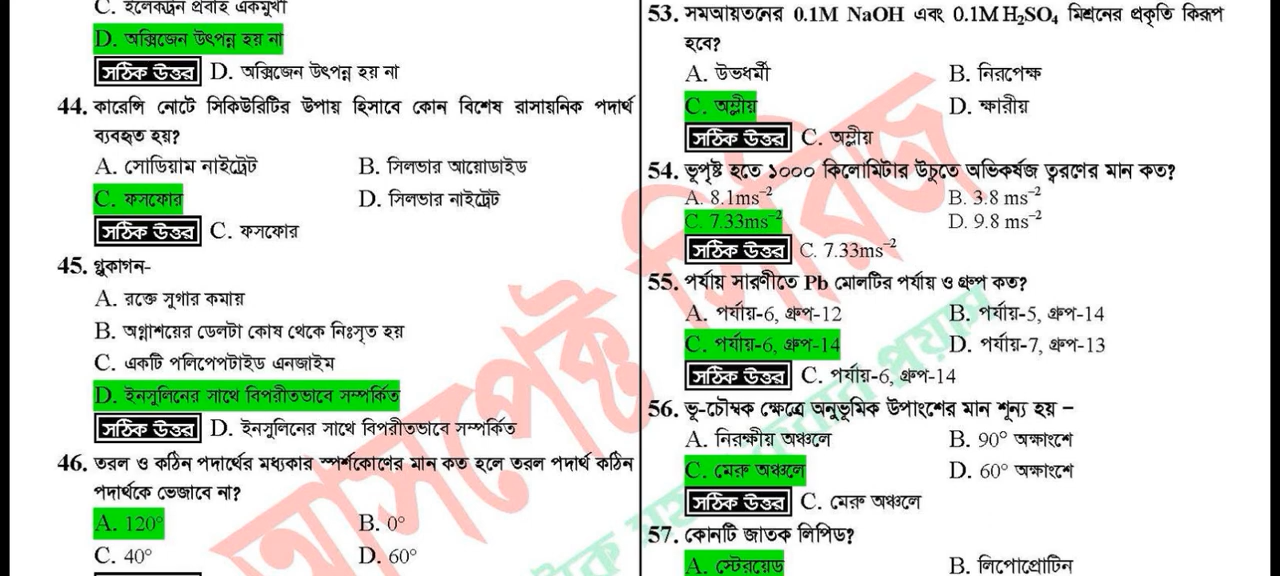 C. ইলেকট্রন প্রবাহ একমুখী
D. অক্সিজেন উৎপন্ন হয় না
সঠিক উত্তর D. অক্সিজেন উৎপন্ন হয় না
44. কারেন্সি নোটে সিকিউরিটির উপায় হিসাবে কোন বিশেষ রাসায়নিক পদার্থ
ব্যবহৃত হয়?
A. সোডিয়াম নাইট্রেট B. সিলভার আয়োডাইড
C. ফসফোর D. সিলভার নাইট্রেট
সঠিক উত্তর C. ফসফোর
45. গ্লুকাগন-
A. রক্তে সুগার কমায়
B. অগ্নাশয়ের ডেলটা কোষ থেকে নিঃসৃত হয়
C. একটি পলিপেপটাইড এনজাইম
D. ইনসুলিনের সাথে বিপরীতভাবে সম্পর্কিত
সঠিক উত্তর D. ইনসুলিনের সাথে বিপরীতভাবে সম্পর্কিত
46. তরল ও কঠিন পদার্থের মধ্যকার স্পর্শকোণের মান কত হলে তরল পদার্থ কঠিন
পদার্থকে ভেজাবে না?
A. 120° B. 0°
C. 40° D. 60°
53. সমআয়তনের 0.1M NaOH এবং 0.1M H₂SO₄ মিশ্রনের প্রকৃতি কিরূপ
হবে?
A. উভধর্মী B. নিরপেক্ষ
C. অম্লীয় D. ক্ষারীয়
সঠিক উত্তর C. অম্লীয়
54. ভূপৃষ্ট হতে ১০০০ কিলোমিটার উচুতে অভিকর্ষজ ত্বরণের মান কত?
A. 8.1ms⁻² B. 3.8 ms⁻²
C. 7.33ms⁻² D. 9.8 ms⁻²
সঠিক উত্তর C. 7.33ms⁻²
55. পর্যায় সারণীতে Pb মোলটির পর্যায় ও গ্রুপ কত?
A. পর্যায়-6, গ্রুপ-12 B. পর্যায়-5, গ্রুপ-14
C. পর্যায়-6, গ্রুপ-14 D. পর্যায়-7, গ্রুপ-13
সঠিক উত্তর C. পর্যায়-6, গ্রুপ-14
56. ভূ-চৌম্বক ক্ষেত্রে অনুভূমিক উপাংশের মান শূন্য হয় –
A. নিরক্ষীয় অঞ্চলে B. 90° অক্ষাংশে
C. মেরু অঞ্চলে D. 60° অক্ষাংশে
সঠিক উত্তর C. মেরু অঞ্চলে
57. কোনটি জাতক লিপিড?
A. স্টেরয়েড B. লিপোপ্রোটিন
আসপেক্ট সিরিজ